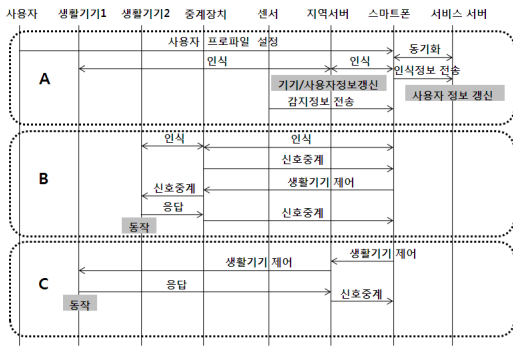 사용자 생활기기1 생활기기2 중계장치 센서 지역서버 스마트폰 서비스 서버
사용자 프로파일 설정
동기화
인식 인식
인식정보 전송
A
기기/사용자정보갱신
사용자 정보 갱신
감지정보 전송
인식 인식
신호중계
B
생활기기 제어
신호중계
응답
신호중계
동작
생활기기 제어
생활기기 제어
C
응답
신호중계
동작